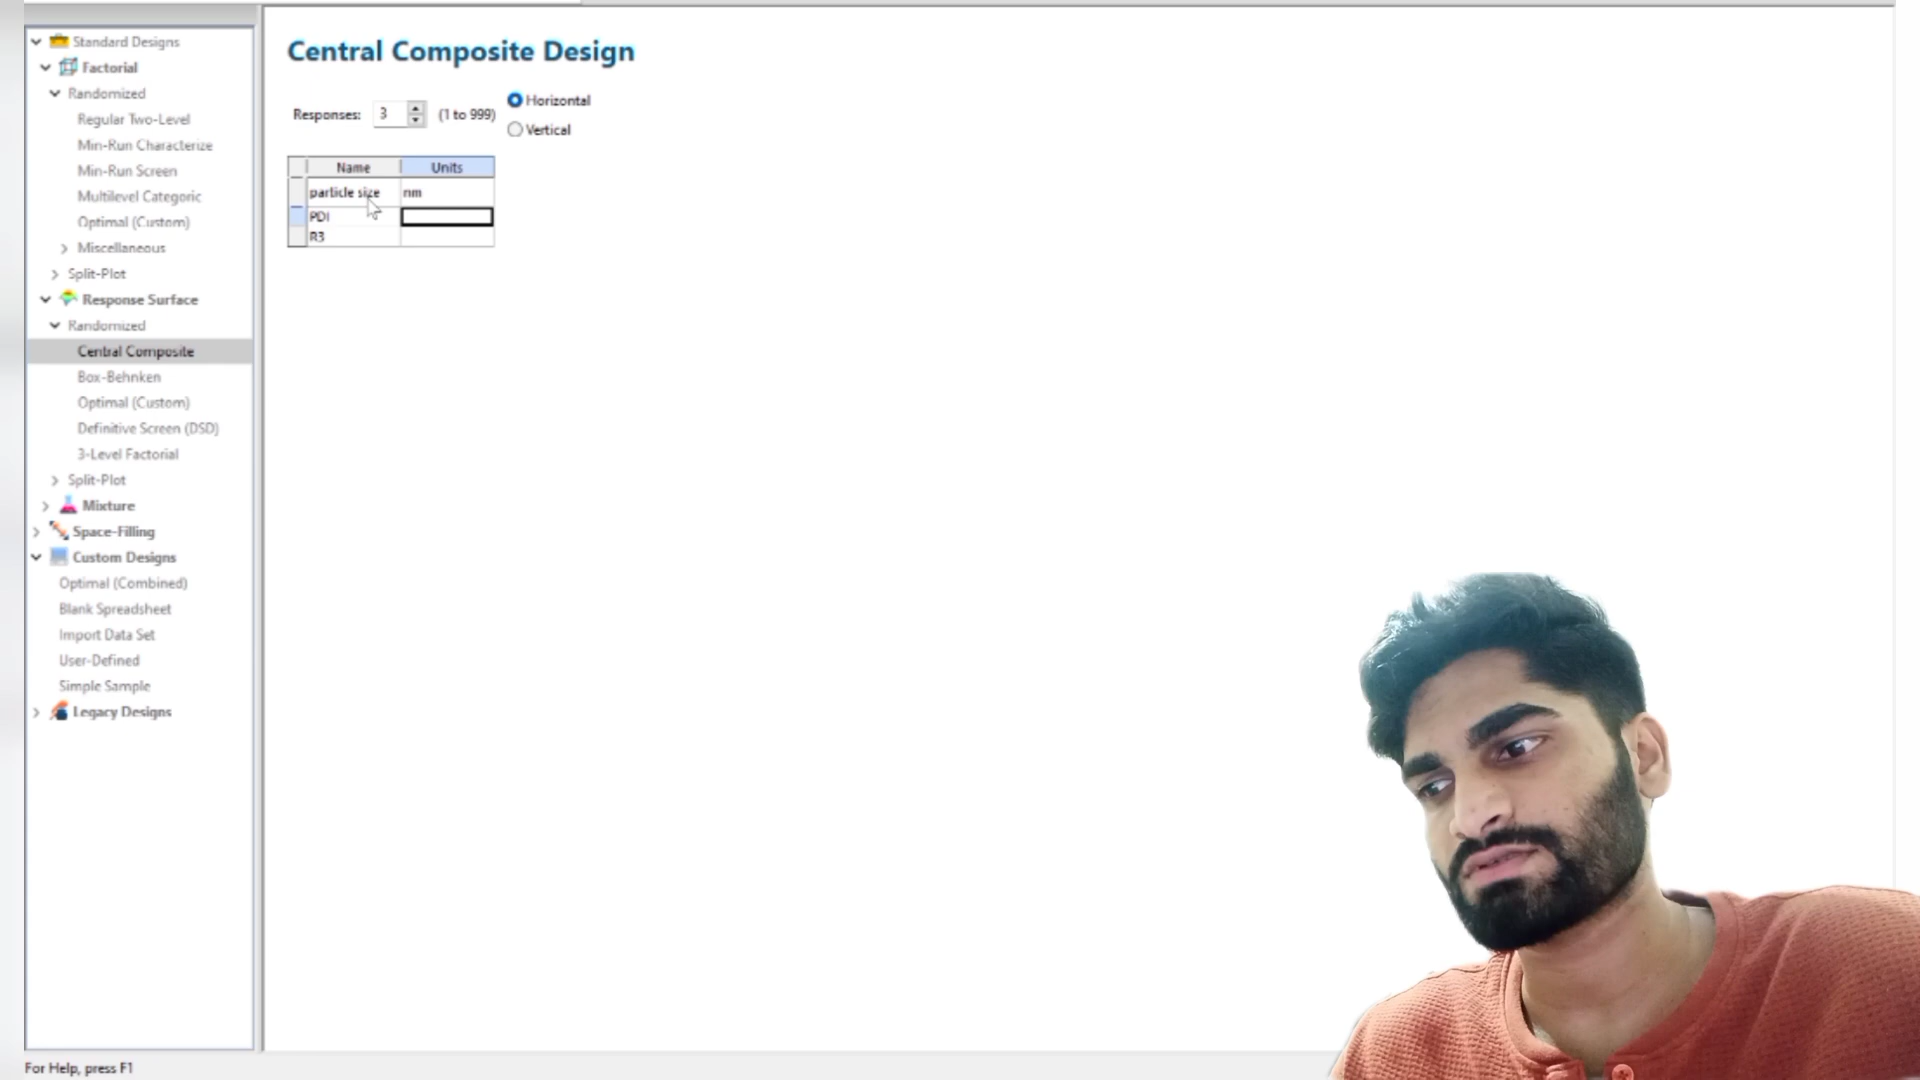 Standard Designs
Factorial
Randomized
Regular Two-Level
Min-Run Characterize
Min-Run Screen
Multilevel Categoric
Optimal (Custom)
Miscellaneous
Split-Plot
Response Surface
Randomized
Central Composite
Box-Behnken
Optimal (Custom)
Definitive Screen (DSD)
3-Level Factorial
Split-Plot
Mixture
Space-Filling
Custom Designs
Optimal (Combined)
Blank Spreadsheet
Import Data Set
User-Defined
Simple Sample
Legacy Designs
Central Composite Design
Responses: 3 (1 to 999)
Horizontal
Vertical
Name Units
particle size nm
PDI
R3
For Help, press F1